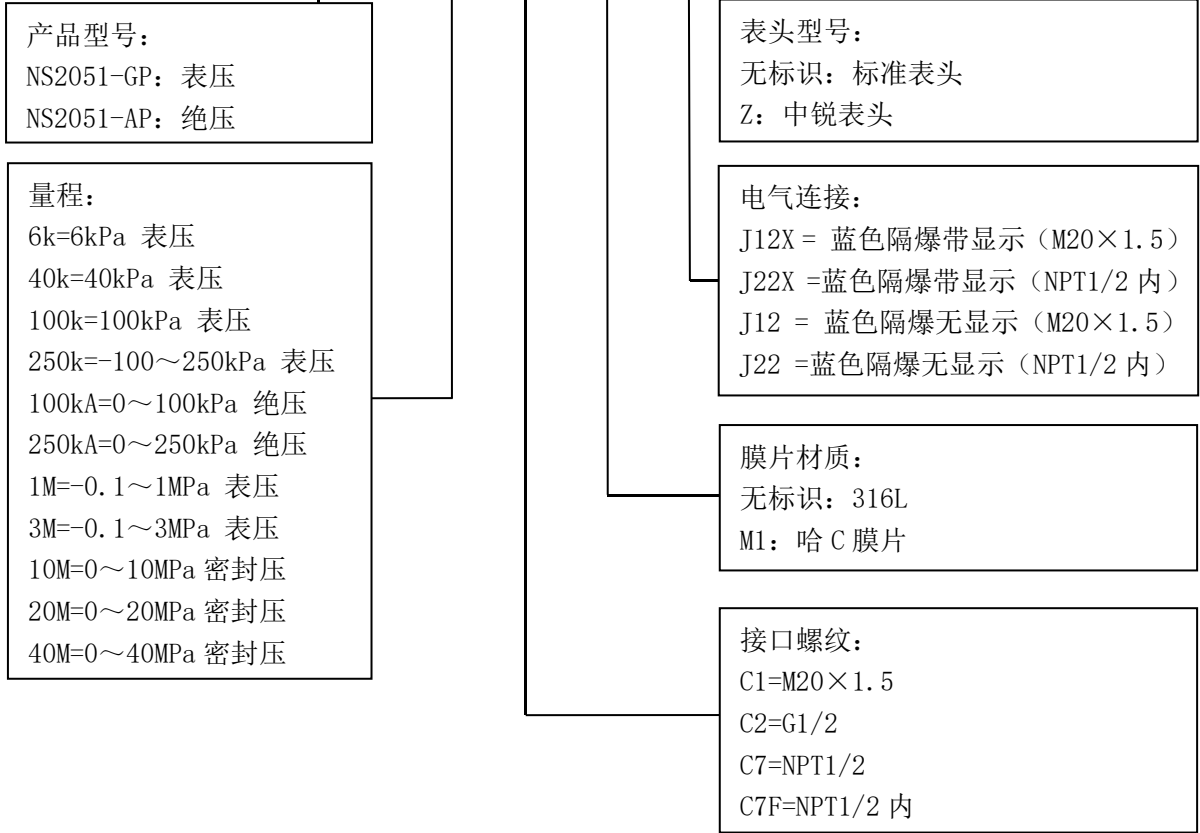 产品型号：
NS2051-GP：表压
NS2051-AP：绝压
量程：
6k=6kPa 表压
40k=40kPa 表压
100k=100kPa 表压
250k=-100～250kPa 表压
100kA=0～100kPa 绝压
250kA=0～250kPa 绝压
1M=-0.1～1MPa 表压
3M=-0.1～3MPa 表压
10M=0～10MPa 密封压
20M=0～20MPa 密封压
40M=0～40MPa 密封压
表头型号：
无标识：标准表头
Z：中锐表头
电气连接：
J12X = 蓝色隔爆带显示（M20×1.5）
J22X =蓝色隔爆带显示（NPT1/2 内）
J12 = 蓝色隔爆无显示（M20×1.5）
J22 =蓝色隔爆无显示（NPT1/2 内）
膜片材质：
无标识：316L
M1：哈 C 膜片
接口螺纹：
C1=M20×1.5
C2=G1/2
C7=NPT1/2
C7F=NPT1/2 内